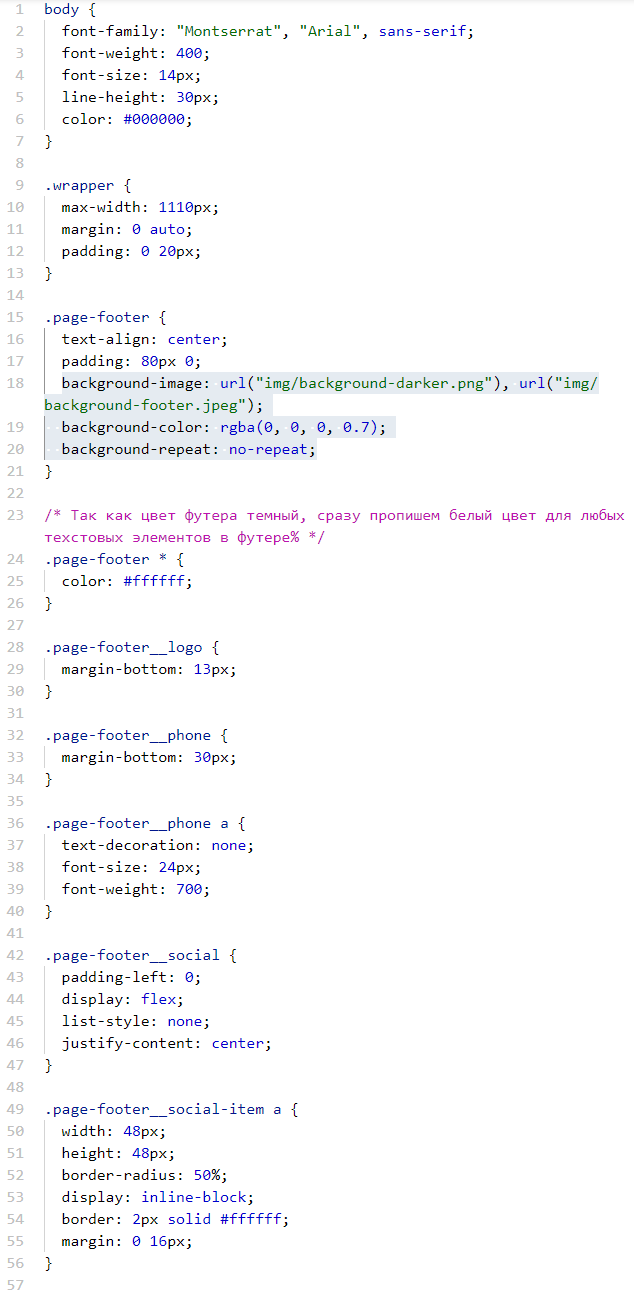 1 body {
2 font-family: "Montserrat", "Arial", sans-serif;
3 font-weight: 400;
4 font-size: 14px;
5 line-height: 30px;
6 color: #000000;
7 }
8
9 .wrapper {
10 max-width: 1110px;
11 margin: 0 auto;
12 padding: 0 20px;
13 }
14
15 .page-footer {
16 text-align: center;
17 padding: 80px 0;
18 background-image: url("img/background-darker.png"), url("img/
background-footer.jpeg");
19 background-color: rgba(0, 0, 0, 0.7);
20 background-repeat: no-repeat;
21 }
22
23 /* Так как цвет футера темный, сразу пропишем белый цвет для любых
техстовых элементов в футере% */
24 .page-footer * {
25 color: #ffffff;
26 }
27
28 .page-footer__logo {
29 margin-bottom: 13px;
30 }
31
32 .page-footer__phone {
33 margin-bottom: 30px;
34 }
35
36 .page-footer__phone a {
37 text-decoration: none;
38 font-size: 24px;
39 font-weight: 700;
40 }
41
42 .page-footer__social {
43 padding-left: 0;
44 display: flex;
45 list-style: none;
46 justify-content: center;
47 }
48
49 .page-footer__social-item a {
50 width: 48px;
51 height: 48px;
52 border-radius: 50%;
53 display: inline-block;
54 border: 2px solid #ffffff;
55 margin: 0 16px;
56 }
57